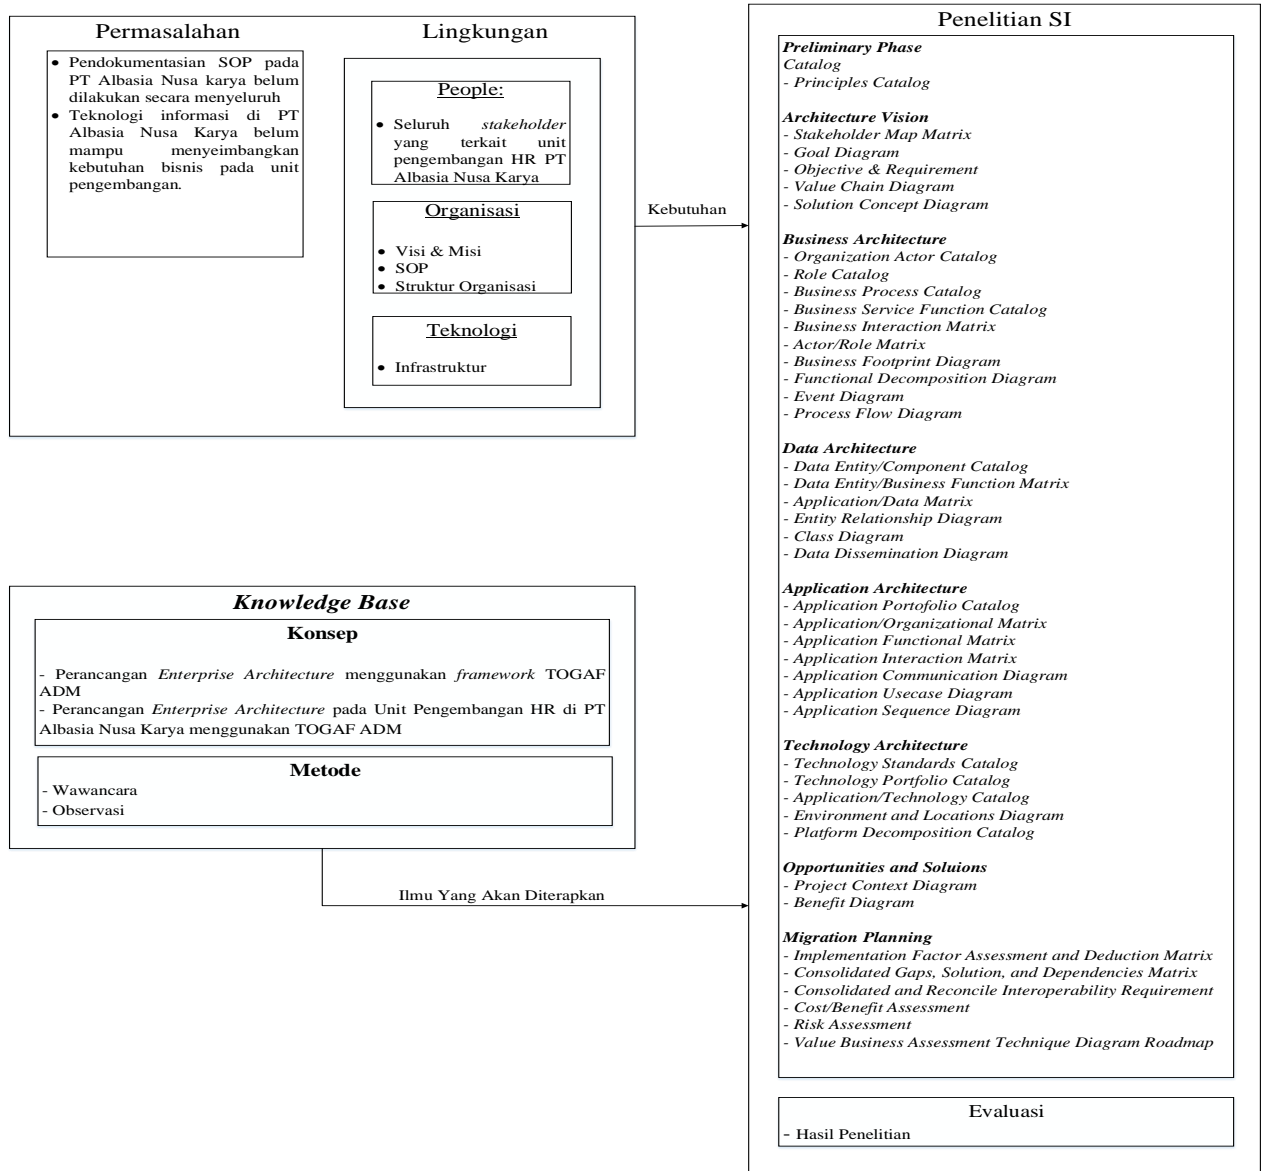 Permasalahan
• Pendokumentasian SOP pada
PT Albasia Nusa karya belum
dilakukan secara menyeluruh
• Teknologi informasi di PT
Albasia Nusa Karya belum
mampu menyeimbangkan
kebutuhan bisnis pada unit
pengembangan.
Lingkungan
People:
• Seluruh stakeholder
yang terkait unit
pengembangan HR PT
Albasia Nusa Karya
Organisasi
• Visi & Misi
• SOP
• Struktur Organisasi
Teknologi
• Infrastruktur
Kebutuhan
Knowledge Base
Konsep
- Perancangan Enterprise Architecture menggunakan framework TOGAF
ADM
- Perancangan Enterprise Architecture pada Unit Pengembangan HR di PT
Albasia Nusa Karya menggunakan TOGAF ADM
Metode
- Wawancara
- Observasi
Ilmu Yang Akan Diterapkan
Penelitian SI
Preliminary Phase
Catalog
- Principles Catalog
Architecture Vision
- Stakeholder Map Matrix
- Goal Diagram
- Objective & Requirement
- Value Chain Diagram
- Solution Concept Diagram
Business Architecture
- Organization Actor Catalog
- Role Catalog
- Business Process Catalog
- Business Service Function Catalog
- Business Interaction Matrix
- Actor/Role Matrix
- Business Footprint Diagram
- Functional Decomposition Diagram
- Event Diagram
- Process Flow Diagram
Data Architecture
- Data Entity/Component Catalog
- Data Entity/Business Function Matrix
- Application/Data Matrix
- Entity Relationship Diagram
- Class Diagram
- Data Dissemination Diagram
Application Architecture
- Application Portofolio Catalog
- Application/Organizational Matrix
- Application Functional Matrix
- Application Interaction Matrix
- Application Communication Diagram
- Application Usecase Diagram
- Application Sequence Diagram
Technology Architecture
- Technology Standards Catalog
- Technology Portfolio Catalog
- Application/Technology Catalog
- Environment and Locations Diagram
- Platform Decomposition Catalog
Opportunities and Soluions
- Project Context Diagram
- Benefit Diagram
Migration Planning
- Implementation Factor Assessment and Deduction Matrix
- Consolidated Gaps, Solution, and Dependencies Matrix
- Consolidated and Reconcile Interoperability Requirement
- Cost/Benefit Assessment
- Risk Assessment
- Value Business Assessment Technique Diagram Roadmap
Evaluasi
- Hasil Penelitian